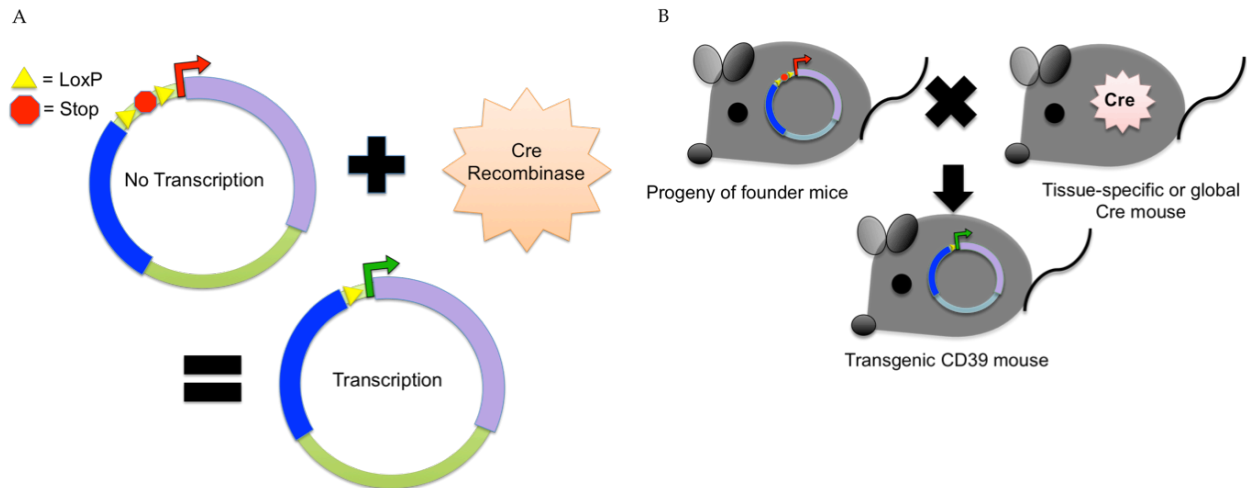 A
= LoxP
= Stop
No Transcription
Cre
Recombinase
Transcription
B
Cre
Progeny of founder mice
Tissue-specific or global
Cre mouse
Transgenic CD39 mouse